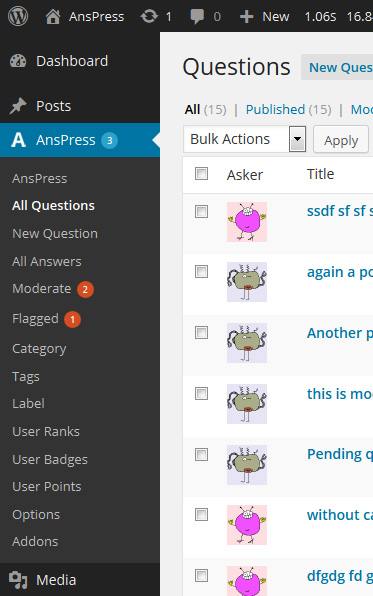 AnsPress 1 0 + New 1.06s 16.8
Dashboard
Posts
AnsPress 3
AnsPress
All Questions
New Question
All Answers
Moderate 2
Flagged 1
Category
Tags
Label
User Ranks
User Badges
User Points
Options
Addons
Media
Questions New Ques
All (15) | Published (15) | Mo
Bulk Actions Apply
Asker Title
ssdf sf sf s
again a po
Another p
this is mo
Pending q
without ca
dfgdg fd g